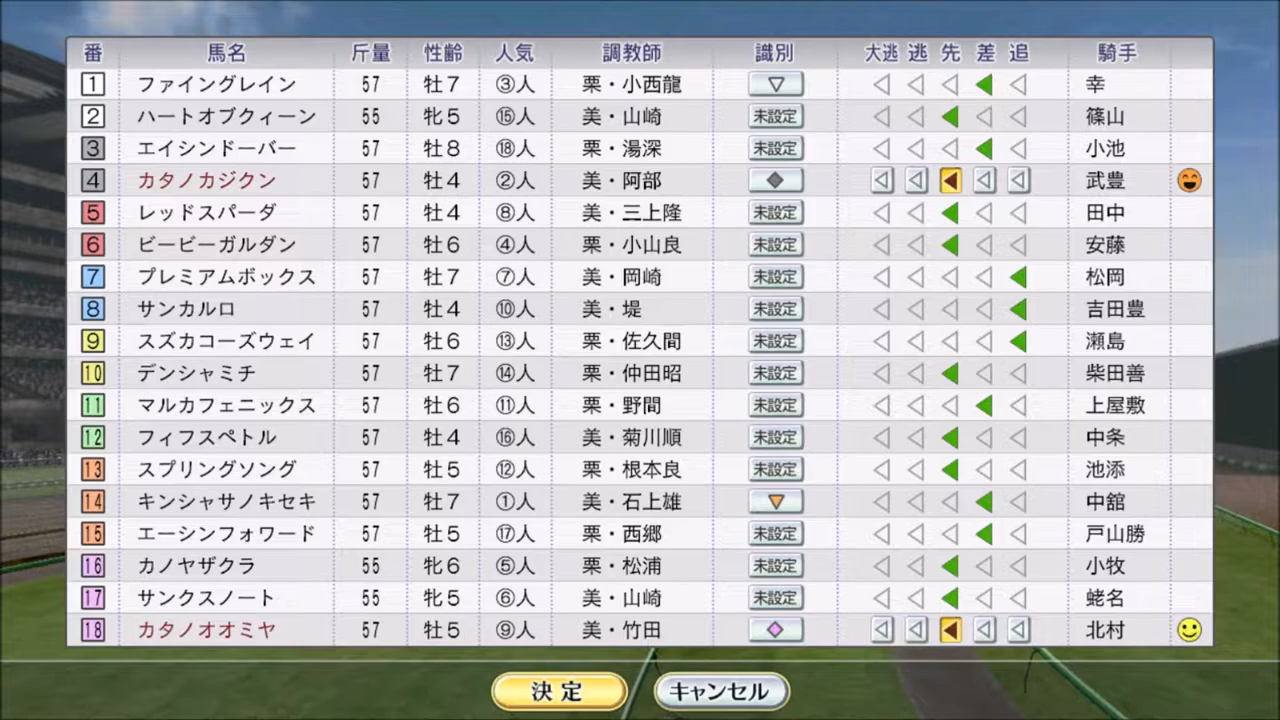 番 馬名 斤量 性齢 人気 調教師 識別 大逃 逃 先 差 追 騎手
1 ファイングレイン 57 牡7 ③人 栗・小西龍 幸
2 ハートオブクィーン 55 牝5 ⑮人 美・山崎 未設定 篠山
3 エイシンドーバー 57 牡8 ⑱人 栗・湯深 未設定 小池
4 カタノカジクン 57 牡4 ②人 美・阿部 武豊
5 レッドスパーダ 57 牡4 ⑧人 美・三上隆 未設定 田中
6 ビービーガルダン 57 牡6 ④人 栗・小山良 未設定 安藤
7 プレミアムボックス 57 牡7 ⑦人 美・岡崎 未設定 松岡
8 サンカルロ 57 牡4 ⑩人 美・堤 未設定 吉田豊
9 スズカコーズウェイ 57 牡6 ⑬人 栗・佐久間 未設定 瀬島
10 デンシャミチ 57 牡7 ⑭人 栗・仲田昭 未設定 柴田善
11 マルカフェニックス 57 牡6 ⑪人 栗・野間 未設定 上屋敷
12 フィフスペトル 57 牡4 ⑯人 美・菊川順 未設定 中条
13 スプリングソング 57 牡5 ⑫人 栗・根本良 未設定 池添
14 キンシャサノキセキ 57 牡7 ①人 美・石上雄 中舘
15 エーシンフォワード 57 牡5 ⑰人 栗・西郷 未設定 戸山勝
16 カノヤザクラ 55 牝6 ⑤人 栗・松浦 未設定 小牧
17 サンクスノート 55 牝5 ⑥人 美・山崎 未設定 蛯名
18 カタノオオミヤ 57 牡5 ⑨人 美・竹田 北村
決定 キャンセル